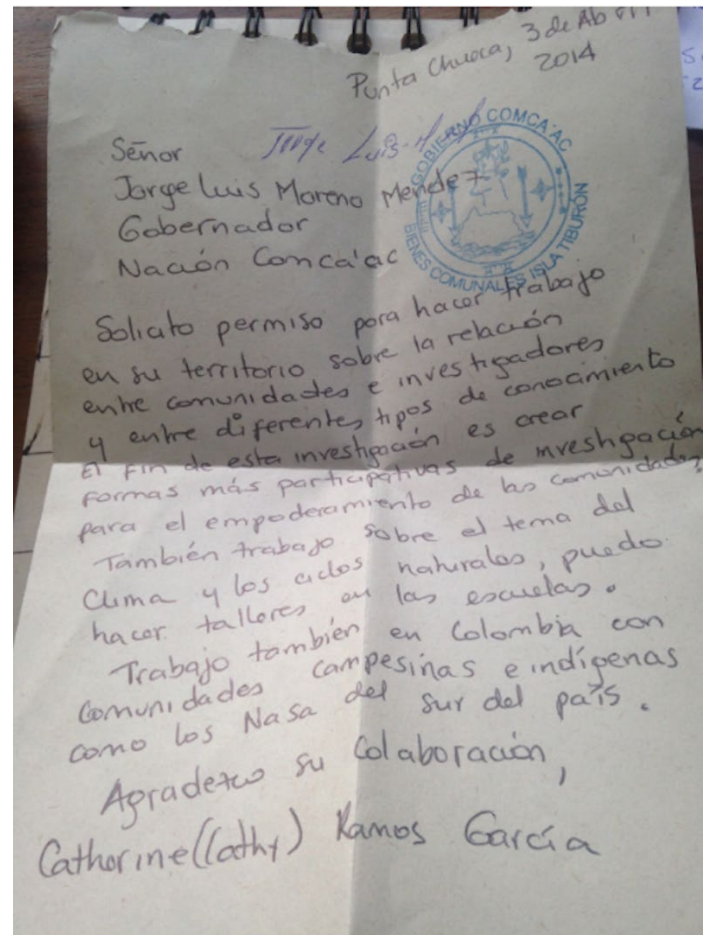 Punta Chueca, 3 de Abril
2014
Jorge Luis
Señor
Jorge Luis Moreno Mendez
Gobernador
Nación Comca'ac
GOBIERNO COMCA'AC
BIENES COMUNALES ISLA TIBURÓN
Solicito permiso para hacer trabajo
en su territorio sobre la relación
entre comunidades e investigadores
y entre diferentes tipos de conocimiento
El fin de esta investigación es crear
formas más participativas de investigación
para el empoderamiento de las comunidades.
También trabajo sobre el tema del
Clima y los ciclos naturales, puedo
hacer talleres en las escuelas.
Trabajo también en Colombia con
Comunidades campesinas e indígenas
como los Nasa del sur del país.
Agradezco su Colaboración,
Catherine (Cathy) Ramos García